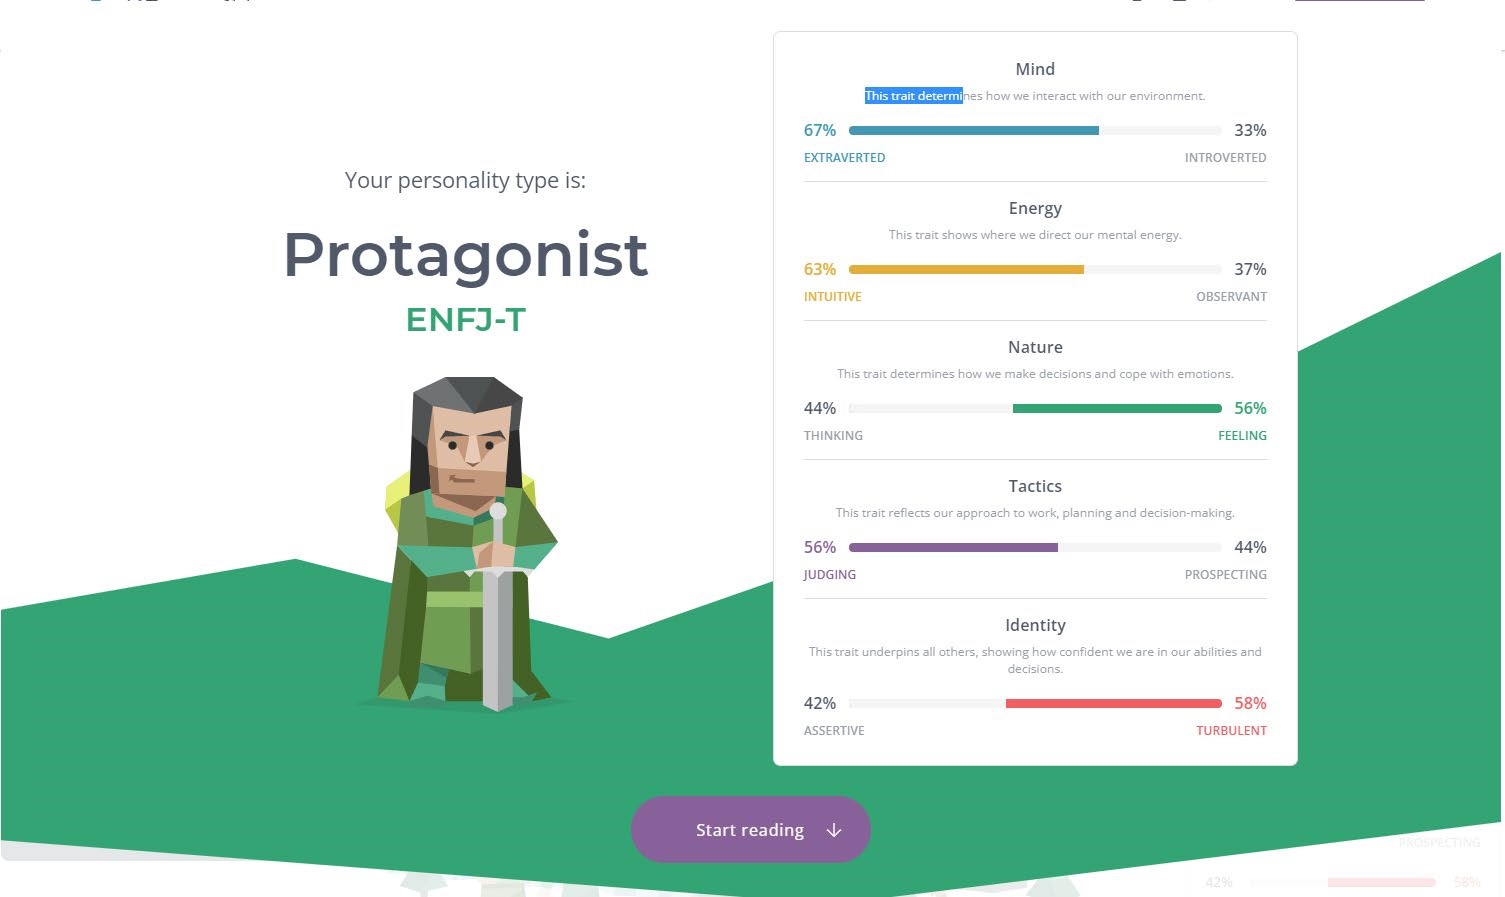 Your personality type is:
Protagonist
ENFJ-T
Mind
This trait determines how we interact with our environment.
67% 33%
EXTRAVERTED INTROVERTED
Energy
This trait shows where we direct our mental energy.
63% 37%
INTUITIVE OBSERVANT
Nature
This trait determines how we make decisions and cope with emotions.
44% 56%
THINKING FEELING
Tactics
This trait reflects our approach to work, planning and decision-making.
56% 44%
JUDGING PROSPECTING
Identity
This trait underpins all others, showing how confident we are in our abilities and
decisions.
42% 58%
ASSERTIVE TURBULENT
Start reading
PROSPECTING
42% 58%